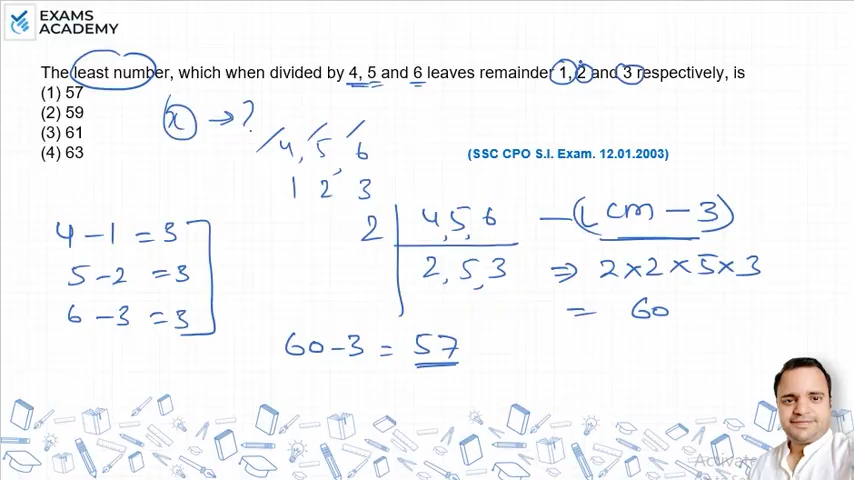 EXAMS
ACADEMY
The least number, which when divided by 4, 5 and 6 leaves remainder 1, 2 and 3 respectively, is
(1) 57
(2) 59
(3) 61
(4) 63
x → ?
4, 5, 6
1 2 3
(SSC CPO S.I. Exam. 12.01.2003)
4 - 1 = 3
5 - 2 = 3
6 - 3 = 3
2 | 4, 5, 6
2, 5, 3
(Lcm - 3)
⇒ 2 × 2 × 5 × 3
= 60
60 - 3 = 57
Activate